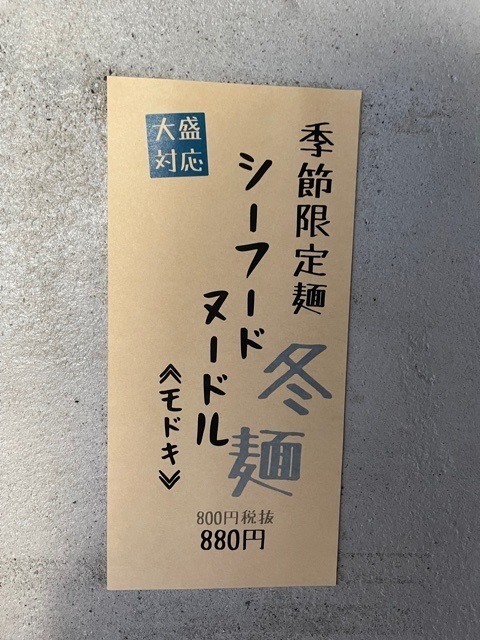 季節限定麺
冬麺
シーフード
ヌードル
《モドキ》
大盛
対応
800円税抜
880円